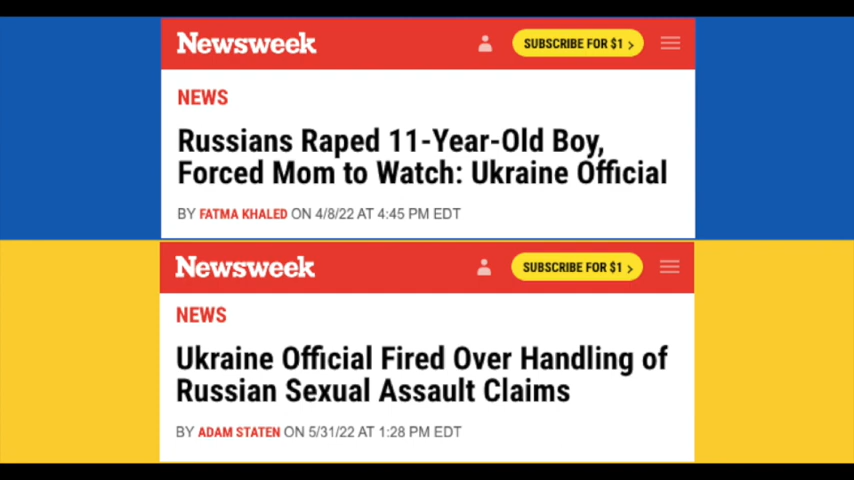 Newsweek
SUBSCRIBE FOR $1 >
NEWS
Russians Raped 11-Year-Old Boy,
Forced Mom to Watch: Ukraine Official
BY FATMA KHALED ON 4/8/22 AT 4:45 PM EDT
Newsweek
SUBSCRIBE FOR $1 >
NEWS
Ukraine Official Fired Over Handling of
Russian Sexual Assault Claims
BY ADAM STATEN ON 5/31/22 AT 1:28 PM EDT